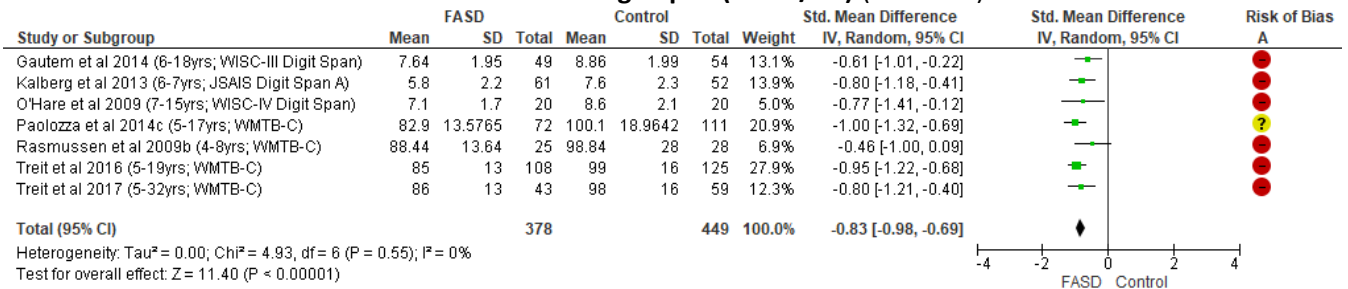 FASD Control Std. Mean Difference Std. Mean Difference Risk of Bias
Study or Subgroup Mean SD Total Mean SD Total Weight IV, Random, 95% CI IV, Random, 95% CI A
Gautem et al 2014 (6-18yrs; WISC-III Digit Span) 7.64 1.95 49 8.86 1.99 54 13.1% -0.61 [-1.01, -0.22]
Kalberg et al 2013 (6-7yrs; JSAIS Digit Span A) 5.8 2.2 61 7.6 2.3 52 13.9% -0.80 [-1.18, -0.41]
O'Hare et al 2009 (7-15yrs; WISC-IV Digit Span) 7.1 1.7 20 8.6 2.1 20 5.0% -0.77 [-1.41, -0.12]
Paolozza et al 2014c (5-17yrs; WMTB-C) 82.9 13.5765 72 100.1 18.9642 111 20.9% -1.00 [-1.32, -0.69] ?
Rasmussen et al 2009b (4-8yrs; WMTB-C) 88.44 13.64 25 98.84 28 28 6.9% -0.46 [-1.00, 0.09]
Treit et al 2016 (5-19yrs; WMTB-C) 85 13 108 99 16 125 27.9% -0.95 [-1.22, -0.68]
Treit et al 2017 (5-32yrs; WMTB-C) 86 13 43 98 16 59 12.3% -0.80 [-1.21, -0.40]
Total (95% CI) 378 449 100.0% -0.83 [-0.98, -0.69]
Heterogeneity: Tau² = 0.00; Chi² = 4.93, df = 6 (P = 0.55); I² = 0%
Test for overall effect: Z = 11.40 (P < 0.00001)
-4 -2 0 2 4
FASD Control